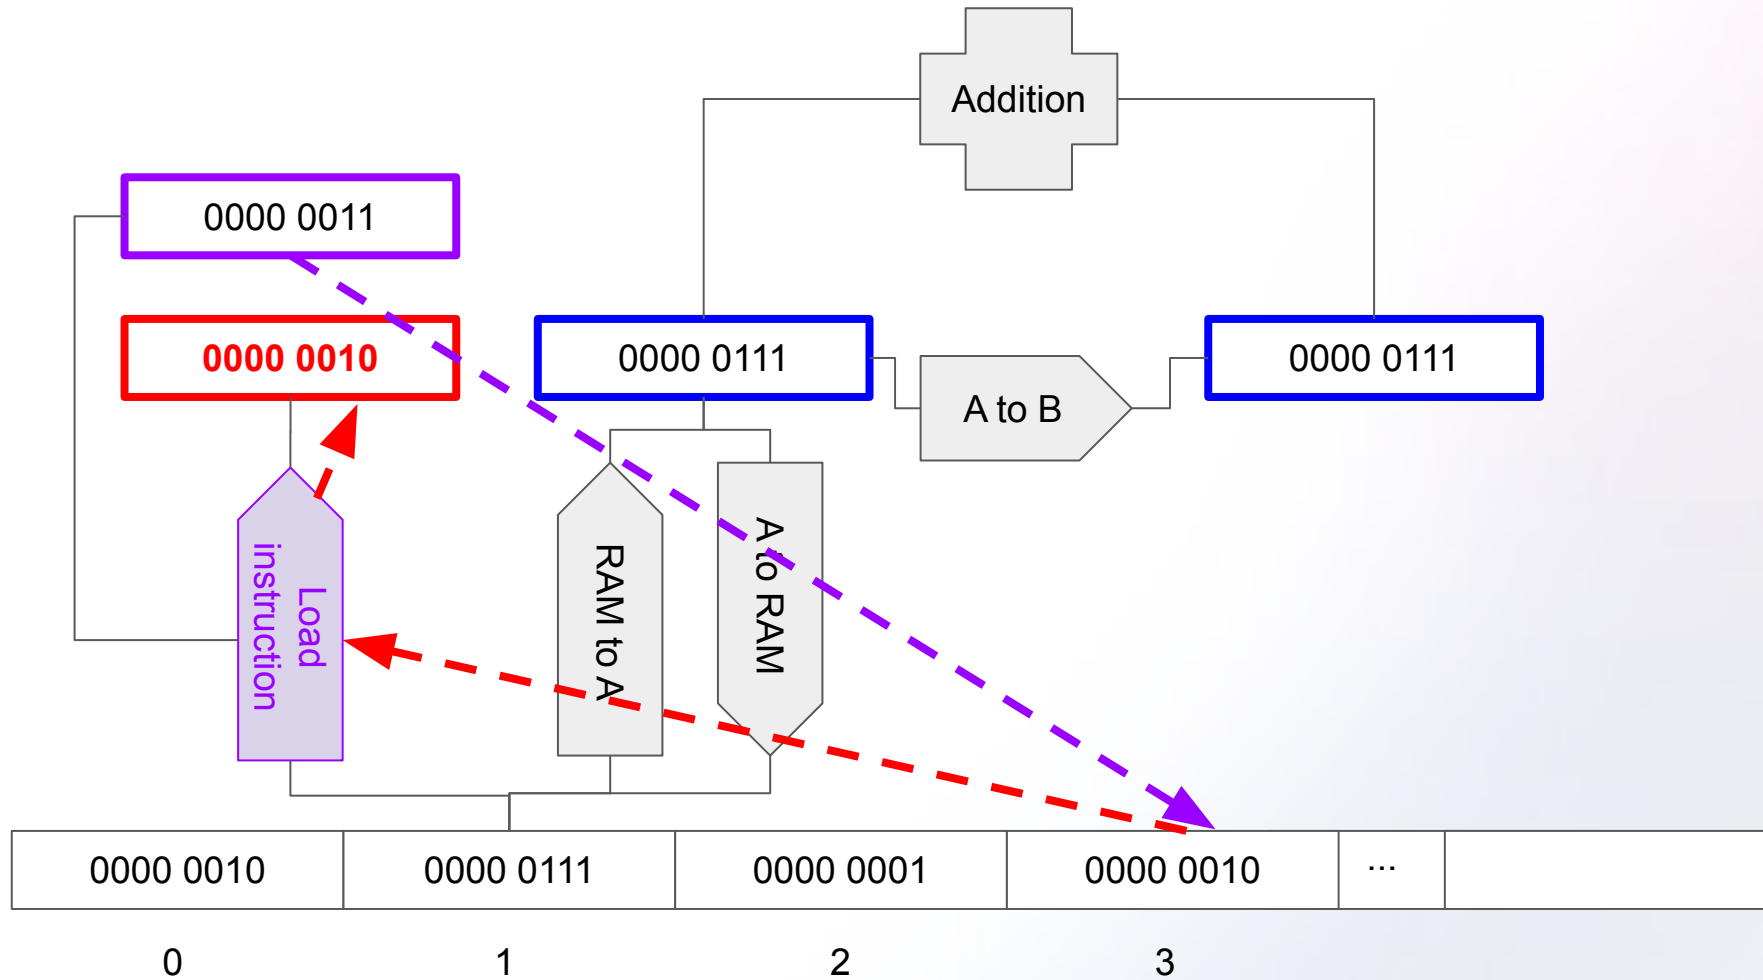 Addition
0000 0011
0000 0010
0000 0111
A to B
0000 0111
Load
instruction
RAM to A
A to RAM
0000 0010
0000 0111
0000 0001
0000 0010
...
0
1
2
3